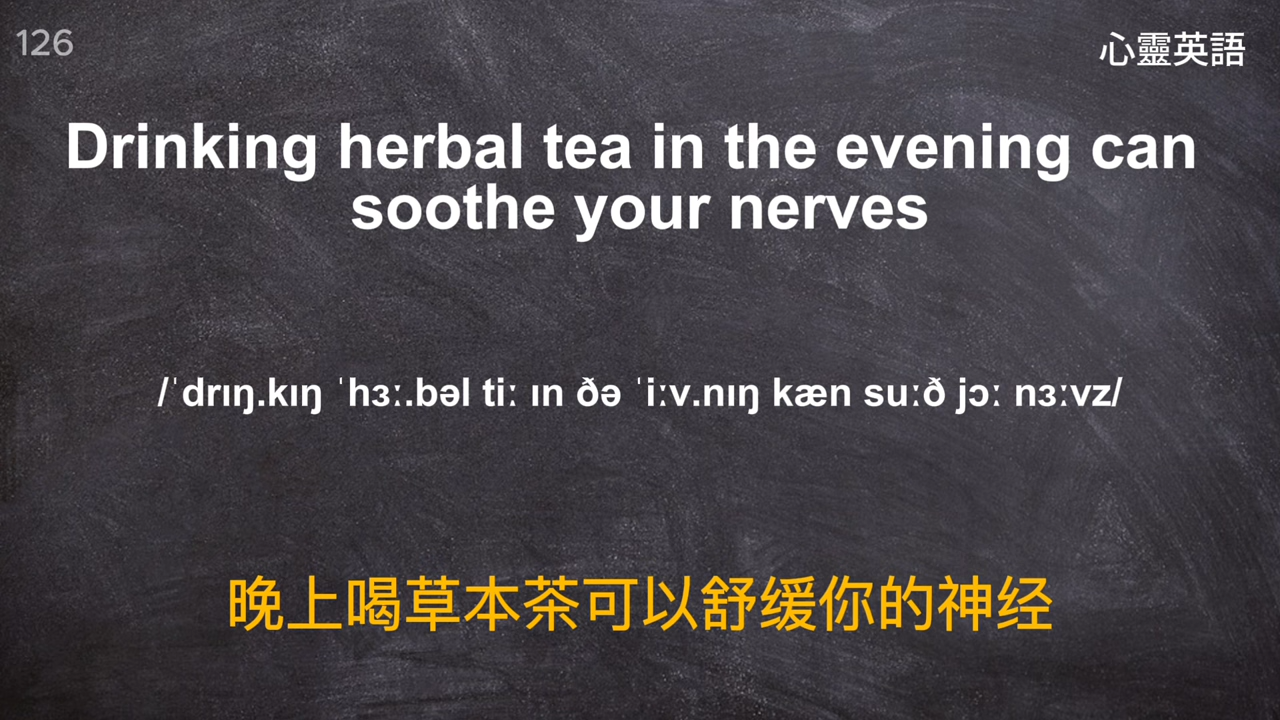 126
心靈英語
Drinking herbal tea in the evening can
soothe your nerves
/ˈdrɪŋ.kɪŋ ˈhɜː.bəl tiː ɪn ðə ˈiːv.nɪŋ kæn suːð jɔː nɜːvz/
晚上喝草本茶可以舒缓你的神经